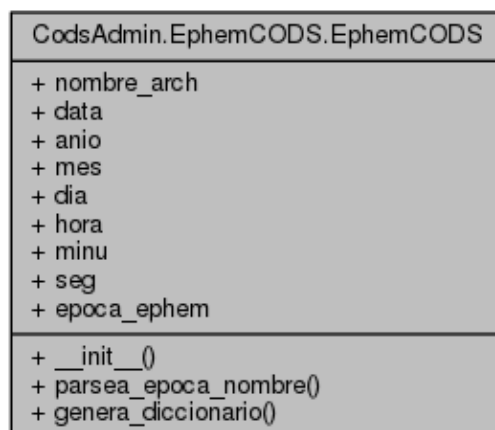 CodsAdmin.EphemCODS.EphemCODS
+ nombre_arch
+ data
+ anio
+ mes
+ dia
+ hora
+ minu
+ seg
+ epoca_ephem
+ __init__()
+ parsea_epoca_nombre()
+ genera_diccionario()